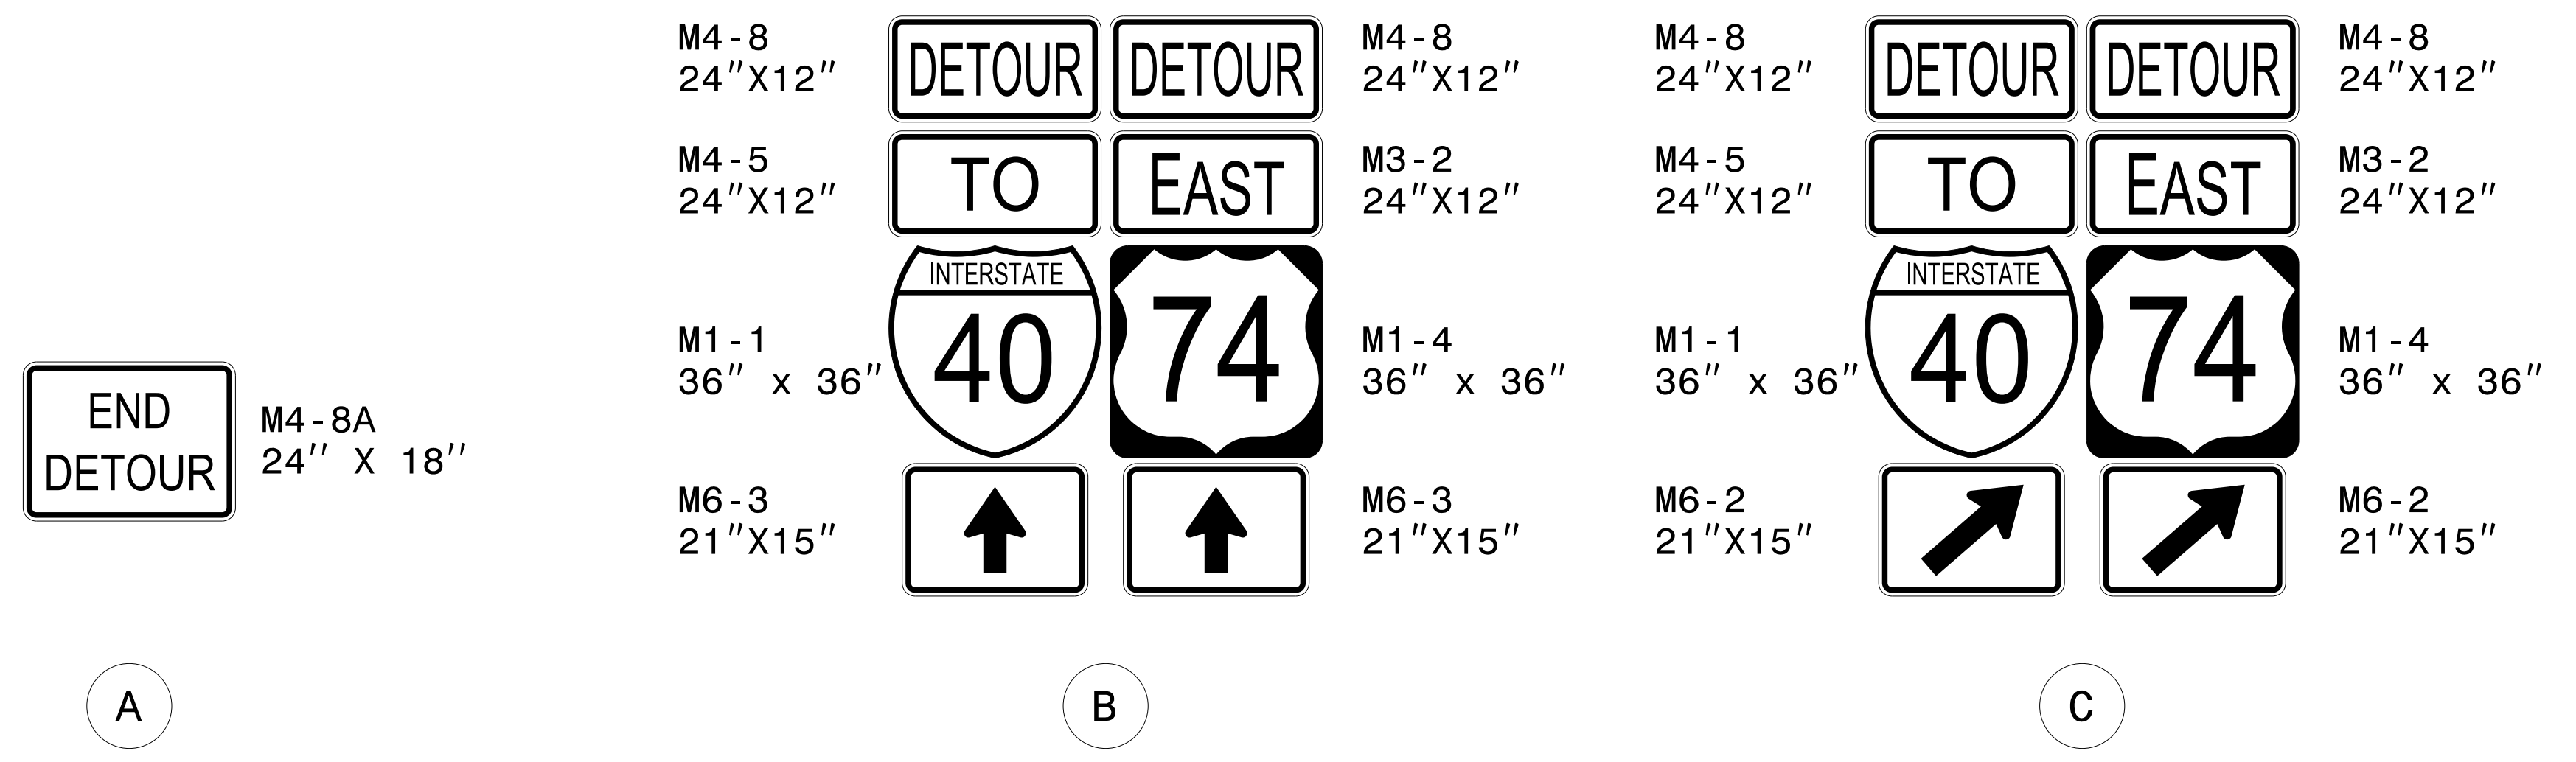 END
DETOUR
M4-8A
24'' X 18''
A
M4-8
24"X12"
DETOUR
DETOUR
M4-8
24"X12"
M4-5
24"X12"
TO
EAST
M3-2
24"X12"
M1-1
36" x 36"
INTERSTATE
40
74
M1-4
36" x 36"
M6-3
21"X15"
M6-3
21"X15"
B
M4-8
24"X12"
DETOUR
DETOUR
M4-8
24"X12"
M4-5
24"X12"
TO
EAST
M3-2
24"X12"
M1-1
36" x 36"
INTERSTATE
40
74
M1-4
36" x 36"
M6-2
21"X15"
M6-2
21"X15"
C